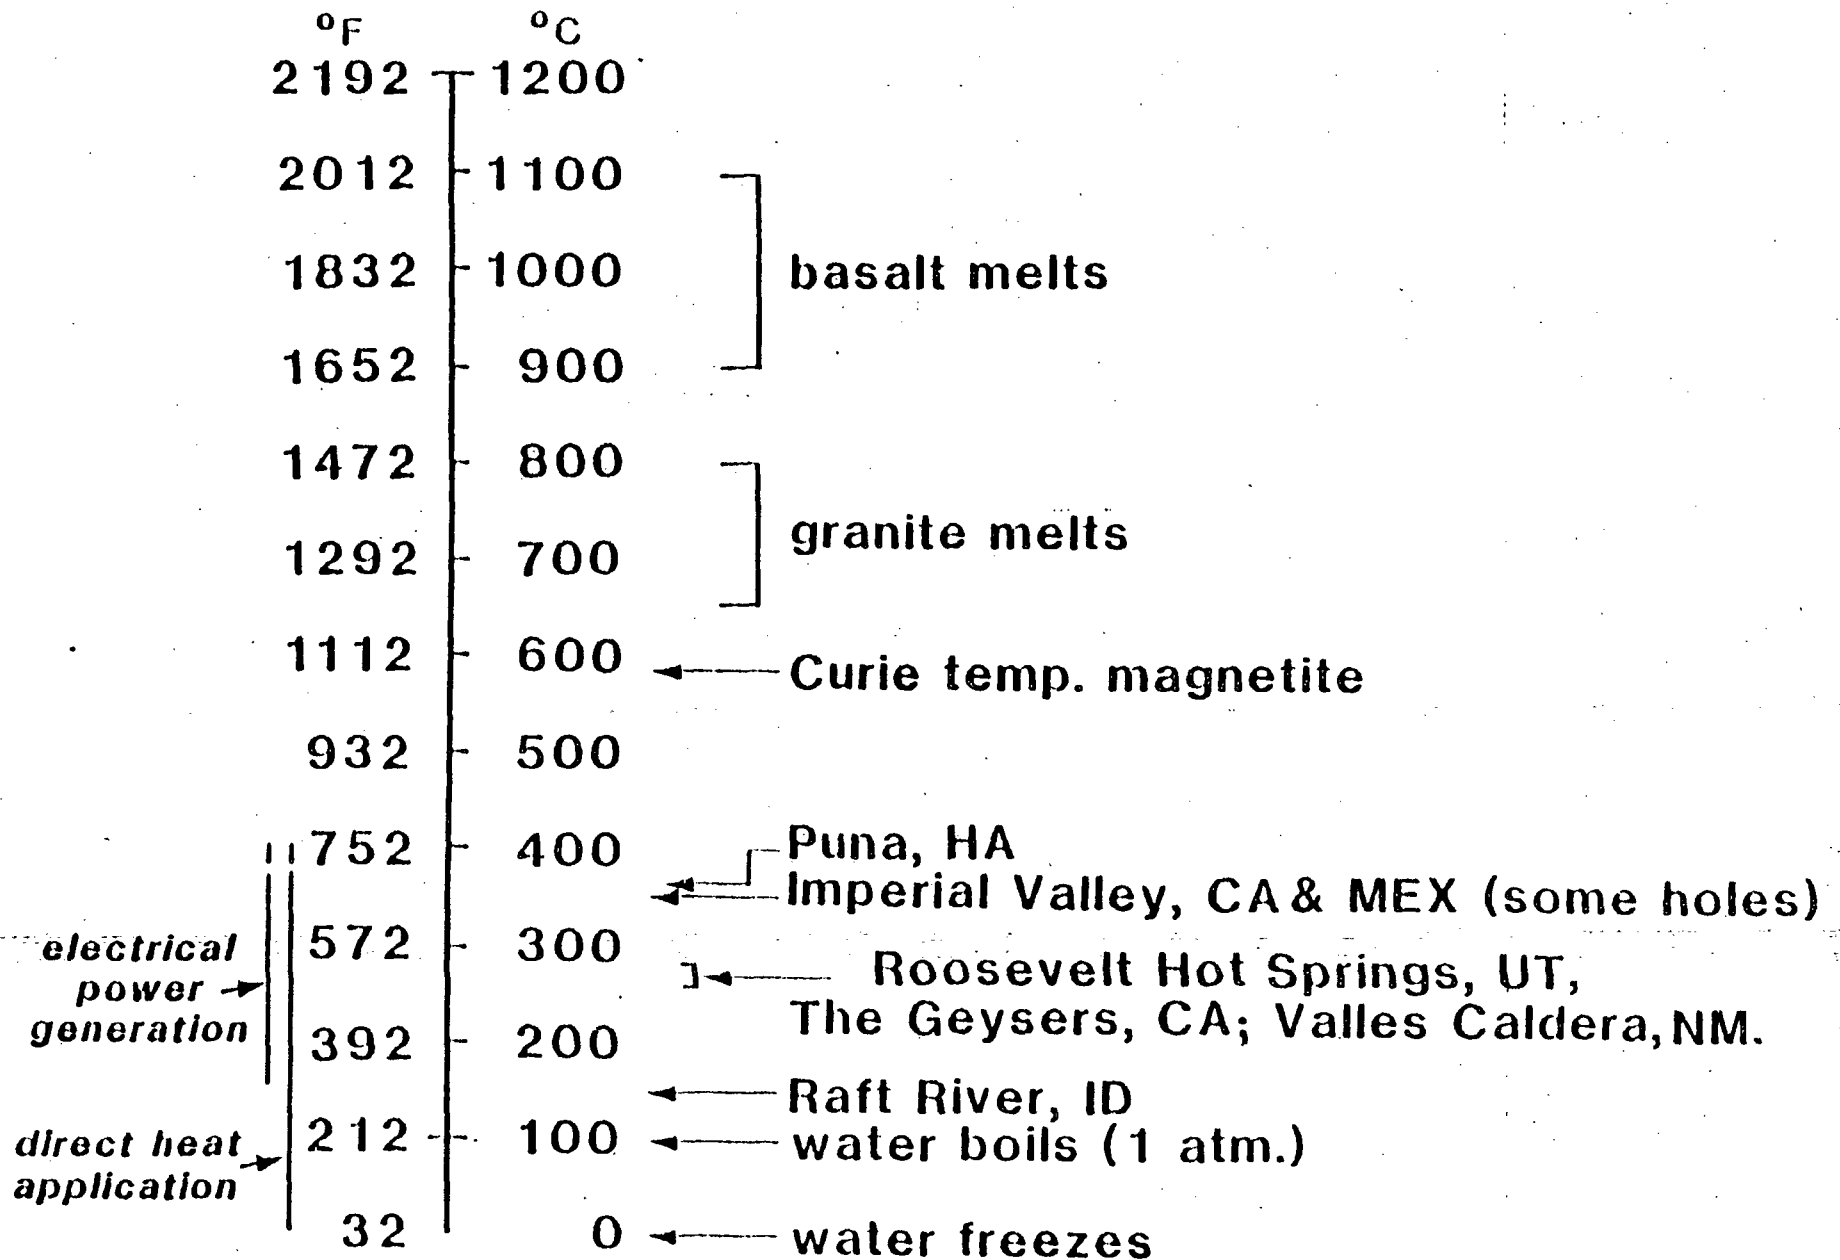 °F °C
2192 1200
2012 1100
1832 1000
basalt melts
1652 900
1472 800
granite melts
1292 700
1112 600
Curie temp. magnetite
932 500
752 400
Puna, HA
Imperial Valley, CA & MEX (some holes)
572 300
electrical
power
generation
Roosevelt Hot Springs, UT,
The Geysers, CA; Valles Caldera, NM.
392 200
Raft River, ID
212 100
water boils (1 atm.)
direct heat
application
32 0
water freezes